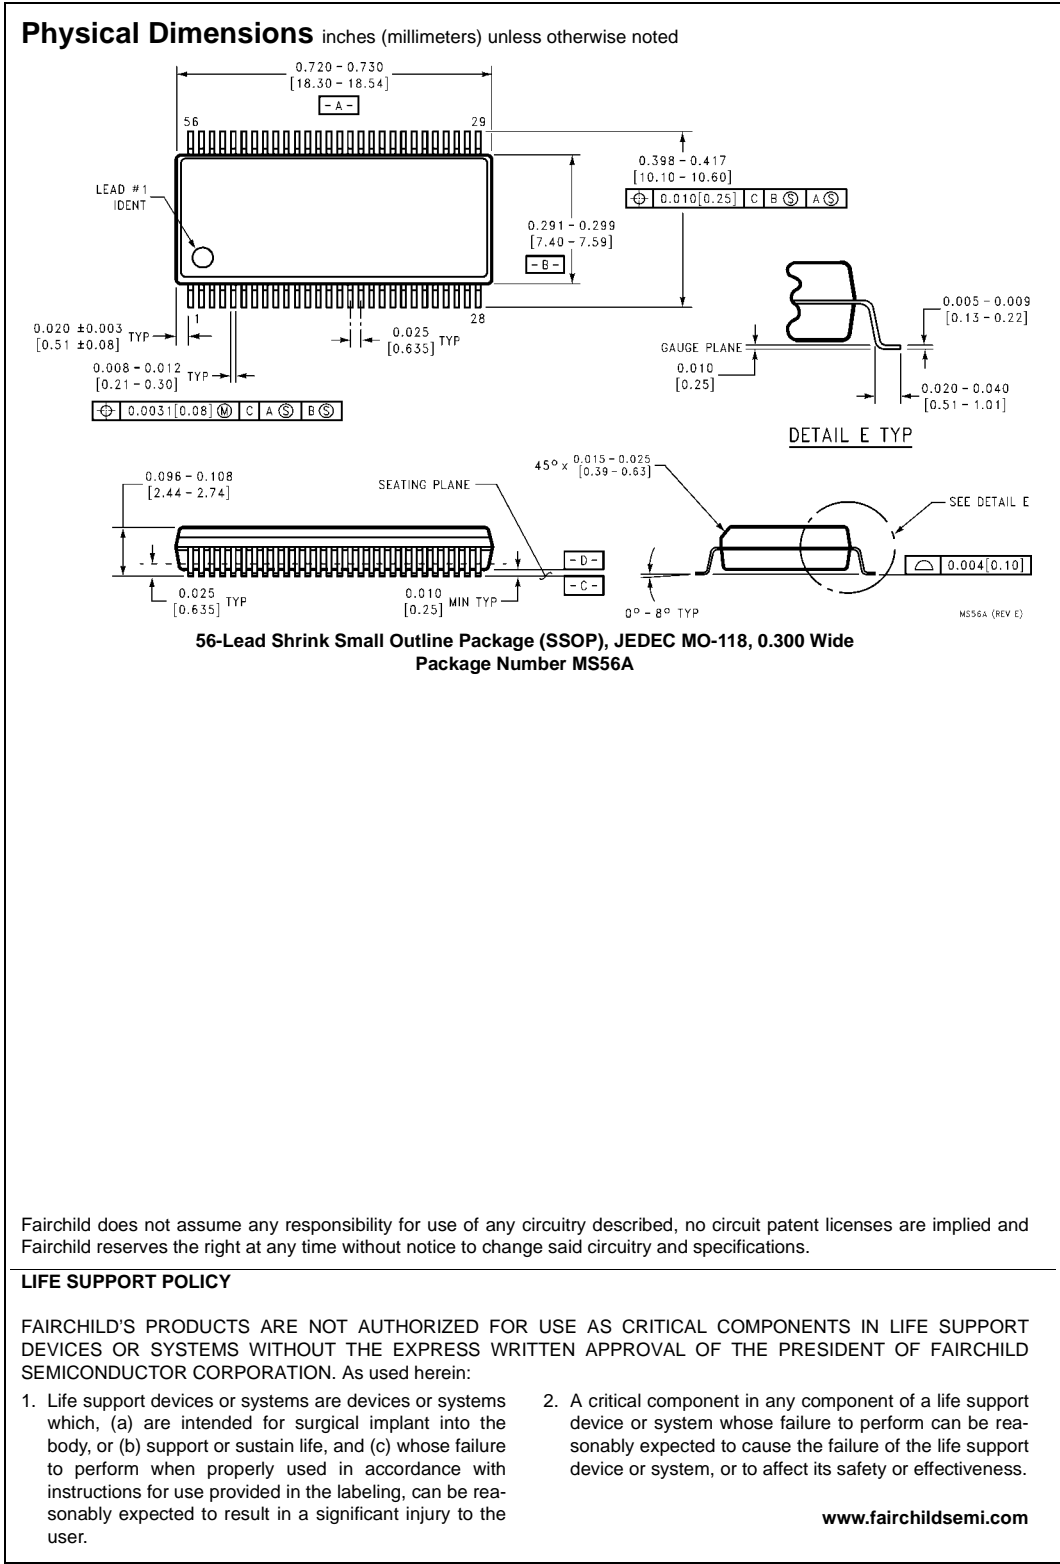 Physical Dimensions inches (millimeters) unless otherwise noted
0.720 – 0.730
[18.30 – 18.54]
- A -
56
29
LEAD #1
IDENT
0.398 – 0.417
[10.10 – 10.60]
⌖ 0.010[0.25] C B Ⓢ A Ⓢ
0.291 – 0.299
[7.40 – 7.59]
- B -
1
28
0.020 ±0.003
[0.51 ±0.08] TYP
0.025
[0.635] TYP
0.008 – 0.012
[0.21 – 0.30] TYP
⌖ 0.0031[0.08] Ⓜ C A Ⓢ B Ⓢ
0.005 – 0.009
[0.13 – 0.22]
GAUGE PLANE
0.010
[0.25]
0.020 – 0.040
[0.51 – 1.01]
DETAIL E TYP
0.096 – 0.108
[2.44 – 2.74]
SEATING PLANE
45° x 0.015 – 0.025
[0.39 – 0.63]
SEE DETAIL E
- D -
- C -
⌓ 0.004[0.10]
0.025
[0.635] TYP
0.010
[0.25] MIN TYP
0° – 8° TYP
MS56A (REV E)
56-Lead Shrink Small Outline Package (SSOP), JEDEC MO-118, 0.300 Wide
Package Number MS56A
Fairchild does not assume any responsibility for use of any circuitry described, no circuit patent licenses are implied and
Fairchild reserves the right at any time without notice to change said circuitry and specifications.
LIFE SUPPORT POLICY
FAIRCHILD'S PRODUCTS ARE NOT AUTHORIZED FOR USE AS CRITICAL COMPONENTS IN LIFE SUPPORT
DEVICES OR SYSTEMS WITHOUT THE EXPRESS WRITTEN APPROVAL OF THE PRESIDENT OF FAIRCHILD
SEMICONDUCTOR CORPORATION. As used herein:
1. Life support devices or systems are devices or systems
which, (a) are intended for surgical implant into the
body, or (b) support or sustain life, and (c) whose failure
to perform when properly used in accordance with
instructions for use provided in the labeling, can be rea-
sonably expected to result in a significant injury to the
user.
2. A critical component in any component of a life support
device or system whose failure to perform can be rea-
sonably expected to cause the failure of the life support
device or system, or to affect its safety or effectiveness.
www.fairchildsemi.com